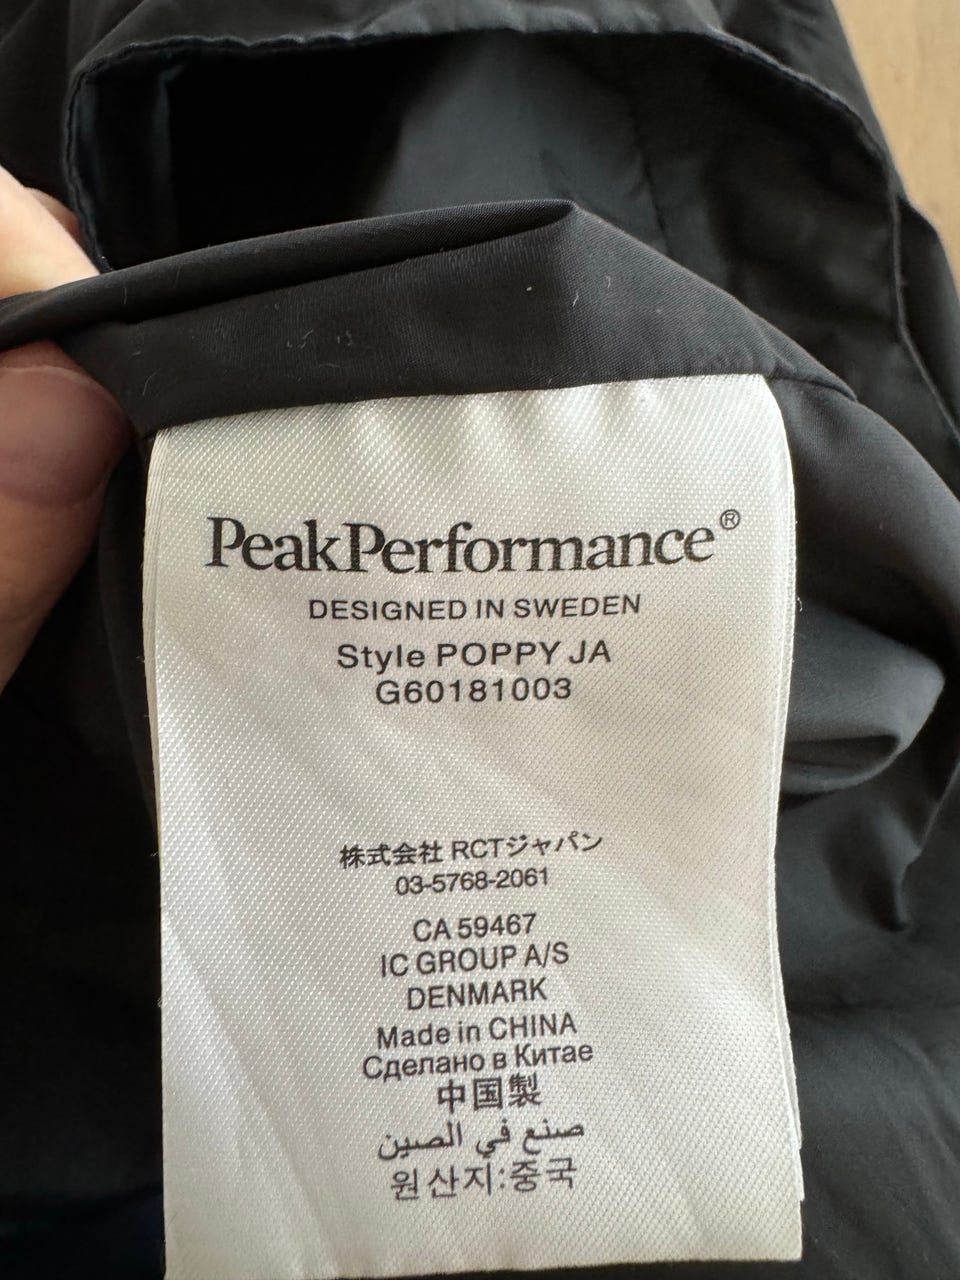 PeakPerformance®
DESIGNED IN SWEDEN
Style POPPY JA
G60181003
株式会社 RCTジャパン
03-5768-2061
CA 59467
IC GROUP A/S
DENMARK
Made in CHINA
Сделано в Китае
中国製
صنع في الصين
원산지:중국